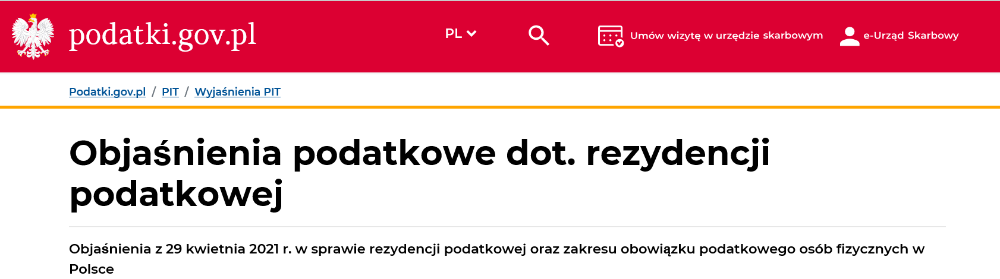 podatki.gov.pl
PL
Umów wizytę w urzędzie skarbowym
e-Urząd Skarbowy
Podatki.gov.pl / PIT / Wyjaśnienia PIT
Objaśnienia podatkowe dot. rezydencji
podatkowej
Objaśnienia z 29 kwietnia 2021 r. w sprawie rezydencji podatkowej oraz zakresu obowiązku podatkowego osób fizycznych w
Polsce